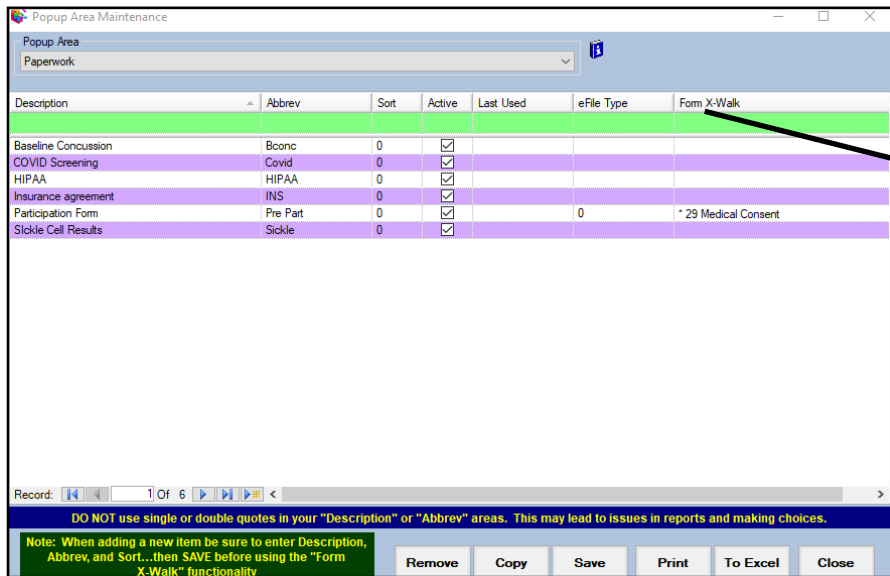 Popup Area Maintenance
Popup Area
Paperwork
Description Abbrev Sort Active Last Used eFile Type Form X-Walk
Baseline Concussion Bconc 0
COVID Screening Covid 0
HIPAA HIPAA 0
Insurance agreement INS 0
Participation Form Pre Part 0 0 * 29 Medical Consent
SIckle Cell Results Sickle 0
Record: 1 Of 6
DO NOT use single or double quotes in your "Description" or "Abbrev" areas. This may lead to issues in reports and making choices.
Note: When adding a new item be sure to enter Description,
Abbrev, and Sort...then SAVE before using the "Form
X-Walk" functionality
Remove Copy Save Print To Excel Close